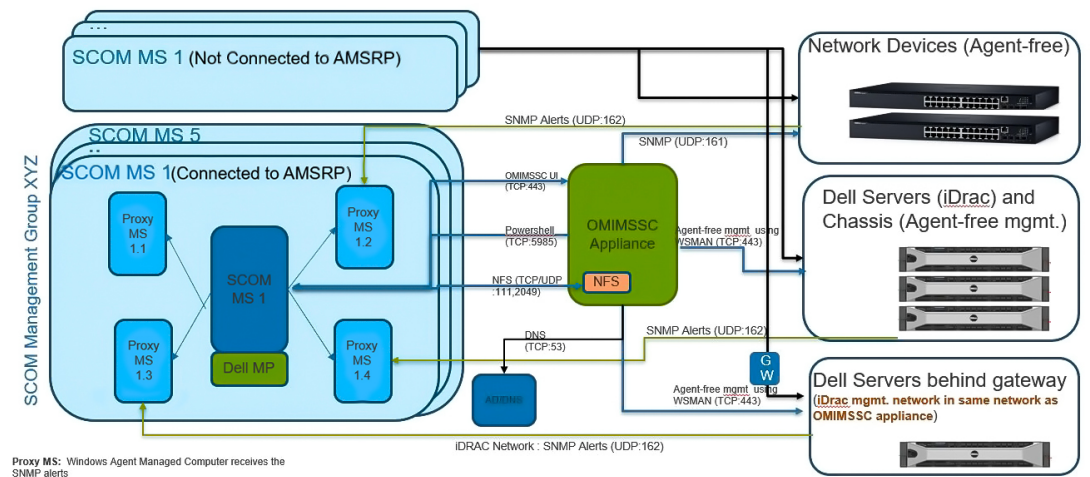 ...
SCOM MS 1 (Not Connected to AMSRP)
SCOM Management Group XYZ
SCOM MS 5
..
SCOM MS 1(Connected to AMSRP)
Proxy
MS
1.1
Proxy
MS
1.2
SCOM
MS 1
Dell MP
Proxy
MS
1.3
Proxy
MS
1.4
SNMP Alerts (UDP:162)
SNMP (UDP:161)
OMIMSSC UI
(TCP:443)
Powershell
(TCP:5985)
NFS (TCP/UDP
:111,2049)
OMIMSSC
Appliance
NFS
Agent-free mgmt using
WSMAN (TCP:443)
DNS
(TCP:53)
SNMP Alerts (UDP:162)
G
W
Agent-free mgmt using
WSMAN (TCP:443)
iDRAC Network : SNMP Alerts (UDP:162)
Network Devices (Agent-free)
Dell Servers (iDrac) and
Chassis (Agent-free mgmt.)
Dell Servers behind gateway
(iDrac mgmt. network in same network as
OMIMSSC appliance)
Proxy MS: Windows Agent Managed Computer receives the
SNMP alerts